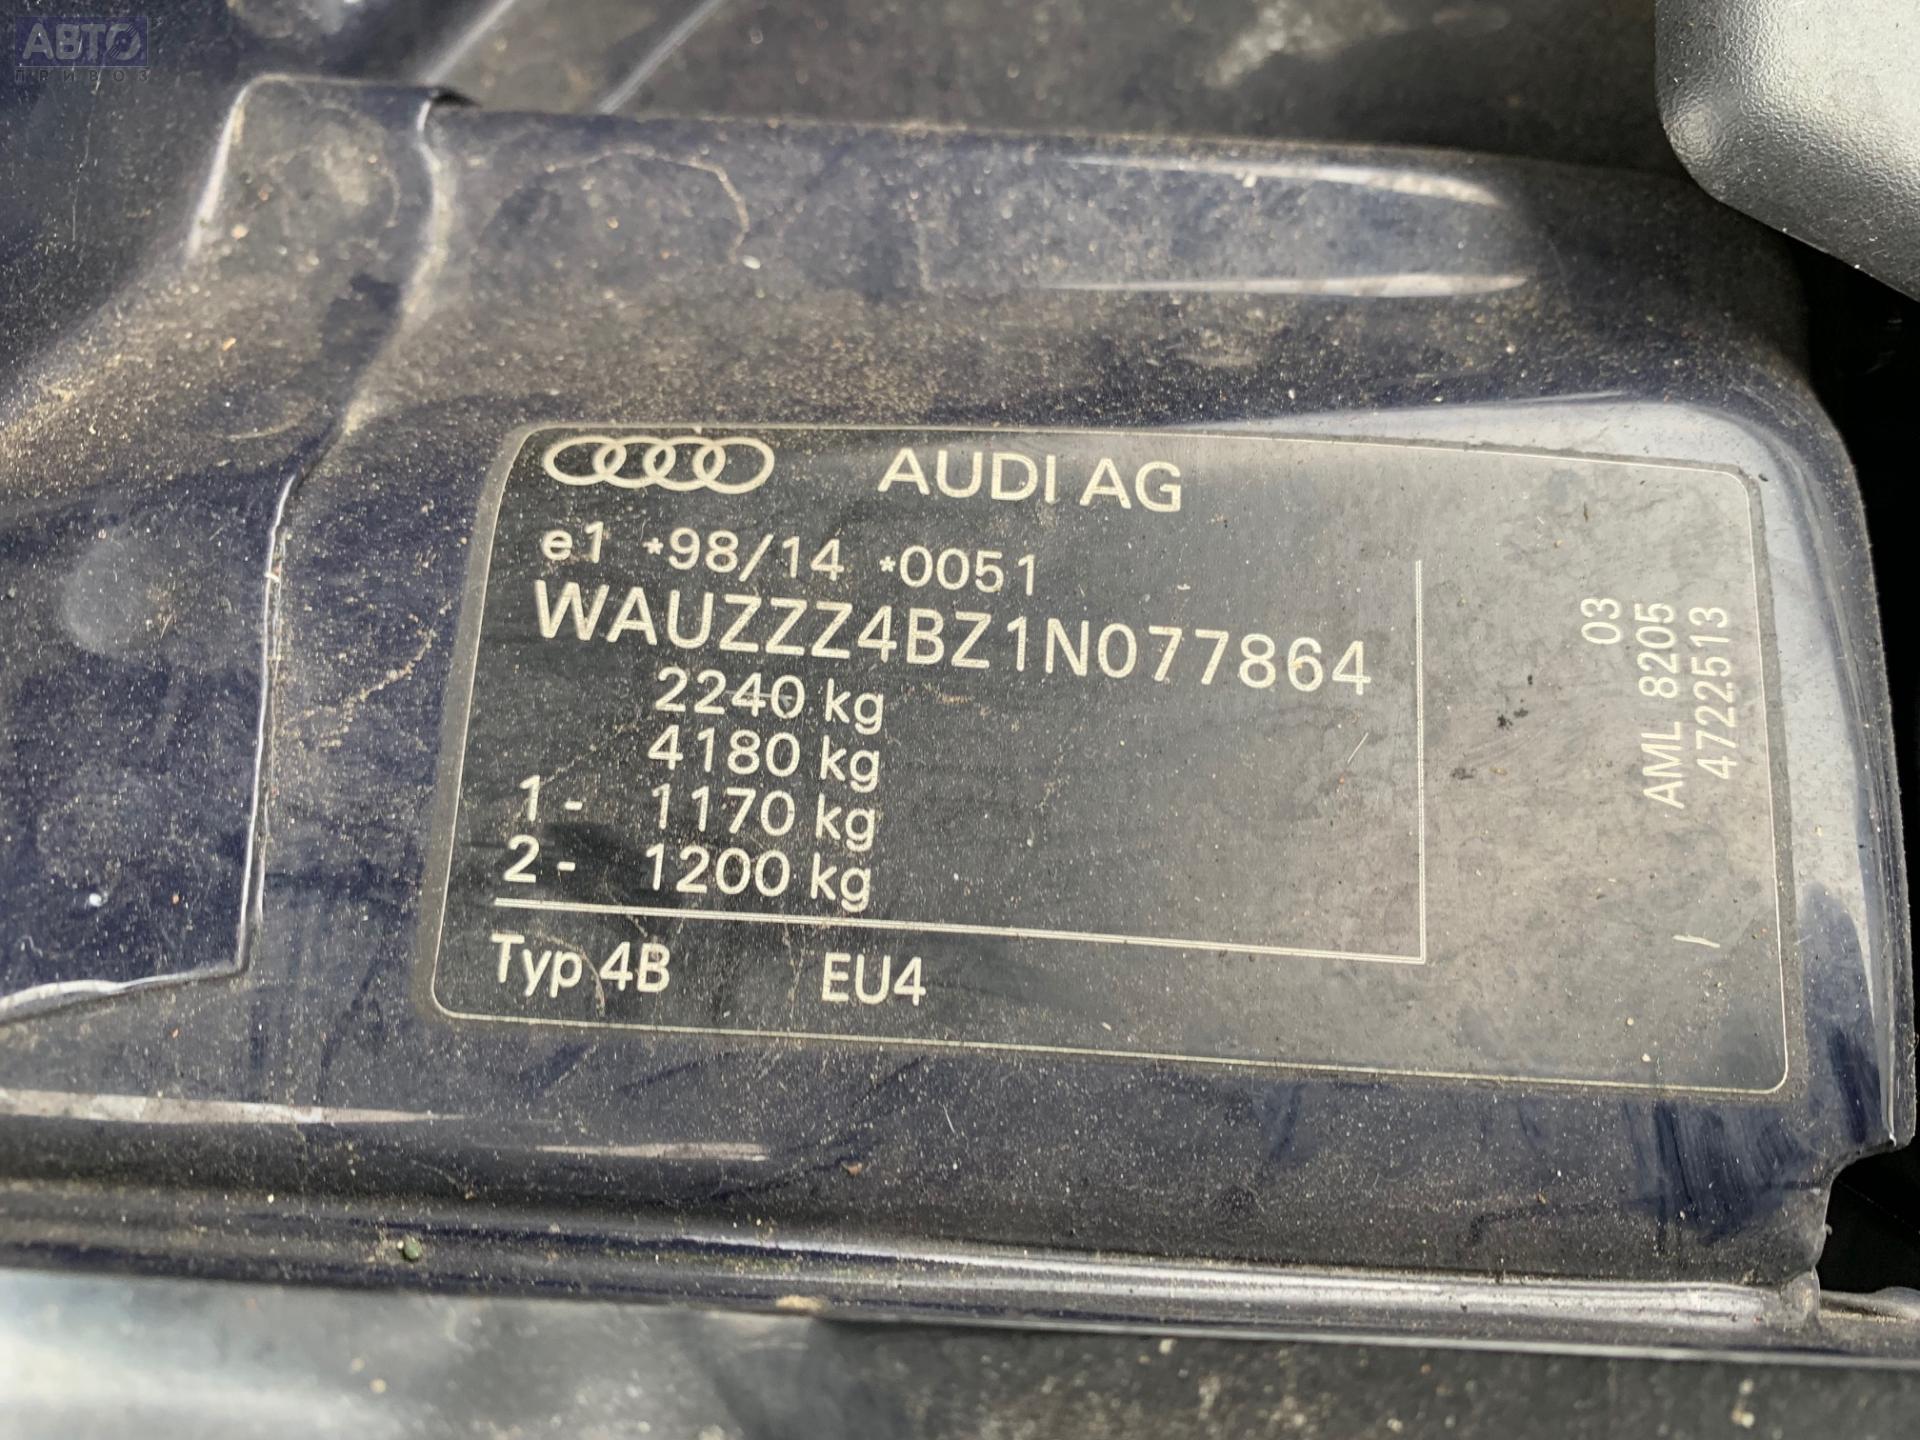 АВТО
ПРИВОЗ
AUDI AG
e1 *98/14 *0051
WAUZZZ4BZ1N077864
2240 kg
4180 kg
1 - 1170 kg
2 - 1200 kg
Typ 4B EU4
03
AML 8205
4722513